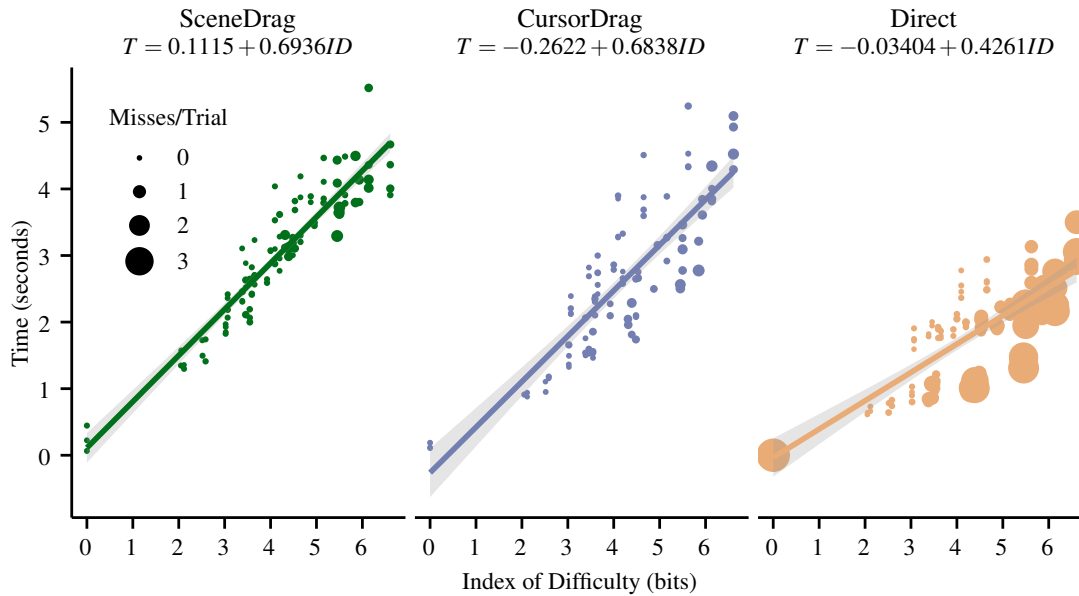 SceneDrag
T = 0.1115 + 0.6936ID
CursorDrag
T = −0.2622 + 0.6838ID
Direct
T = −0.03404 + 0.4261ID
Misses/Trial
0
1
2
3
Time (seconds)
5
4
3
2
1
0
0 1 2 3 4 5 6
0 1 2 3 4 5 6
0 1 2 3 4 5 6
Index of Difficulty (bits)